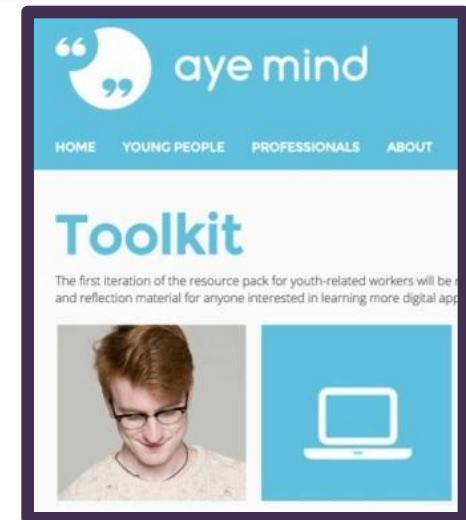 “
”
aye mind
HOME YOUNG PEOPLE PROFESSIONALS ABOUT
Toolkit
The first iteration of the resource pack for youth-related workers will be
and reflection material for anyone interested in learning more digital